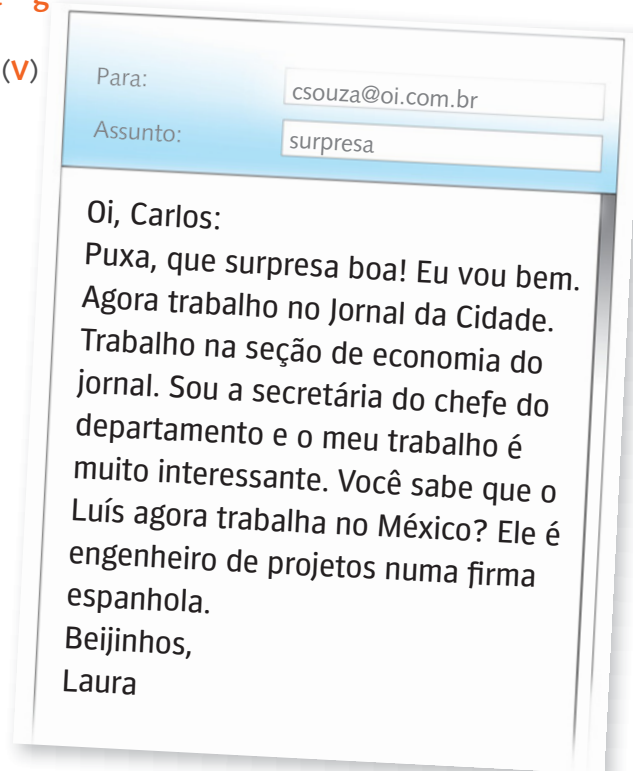 g
(V)
Para: csouza@oi.com.br
Assunto: surpresa
Oi, Carlos:
Puxa, que surpresa boa! Eu vou bem.
Agora trabalho no Jornal da Cidade.
Trabalho na seção de economia do
jornal. Sou a secretária do chefe do
departamento e o meu trabalho é
muito interessante. Você sabe que o
Luís agora trabalha no México? Ele é
engenheiro de projetos numa firma
espanhola.
Beijinhos,
Laura